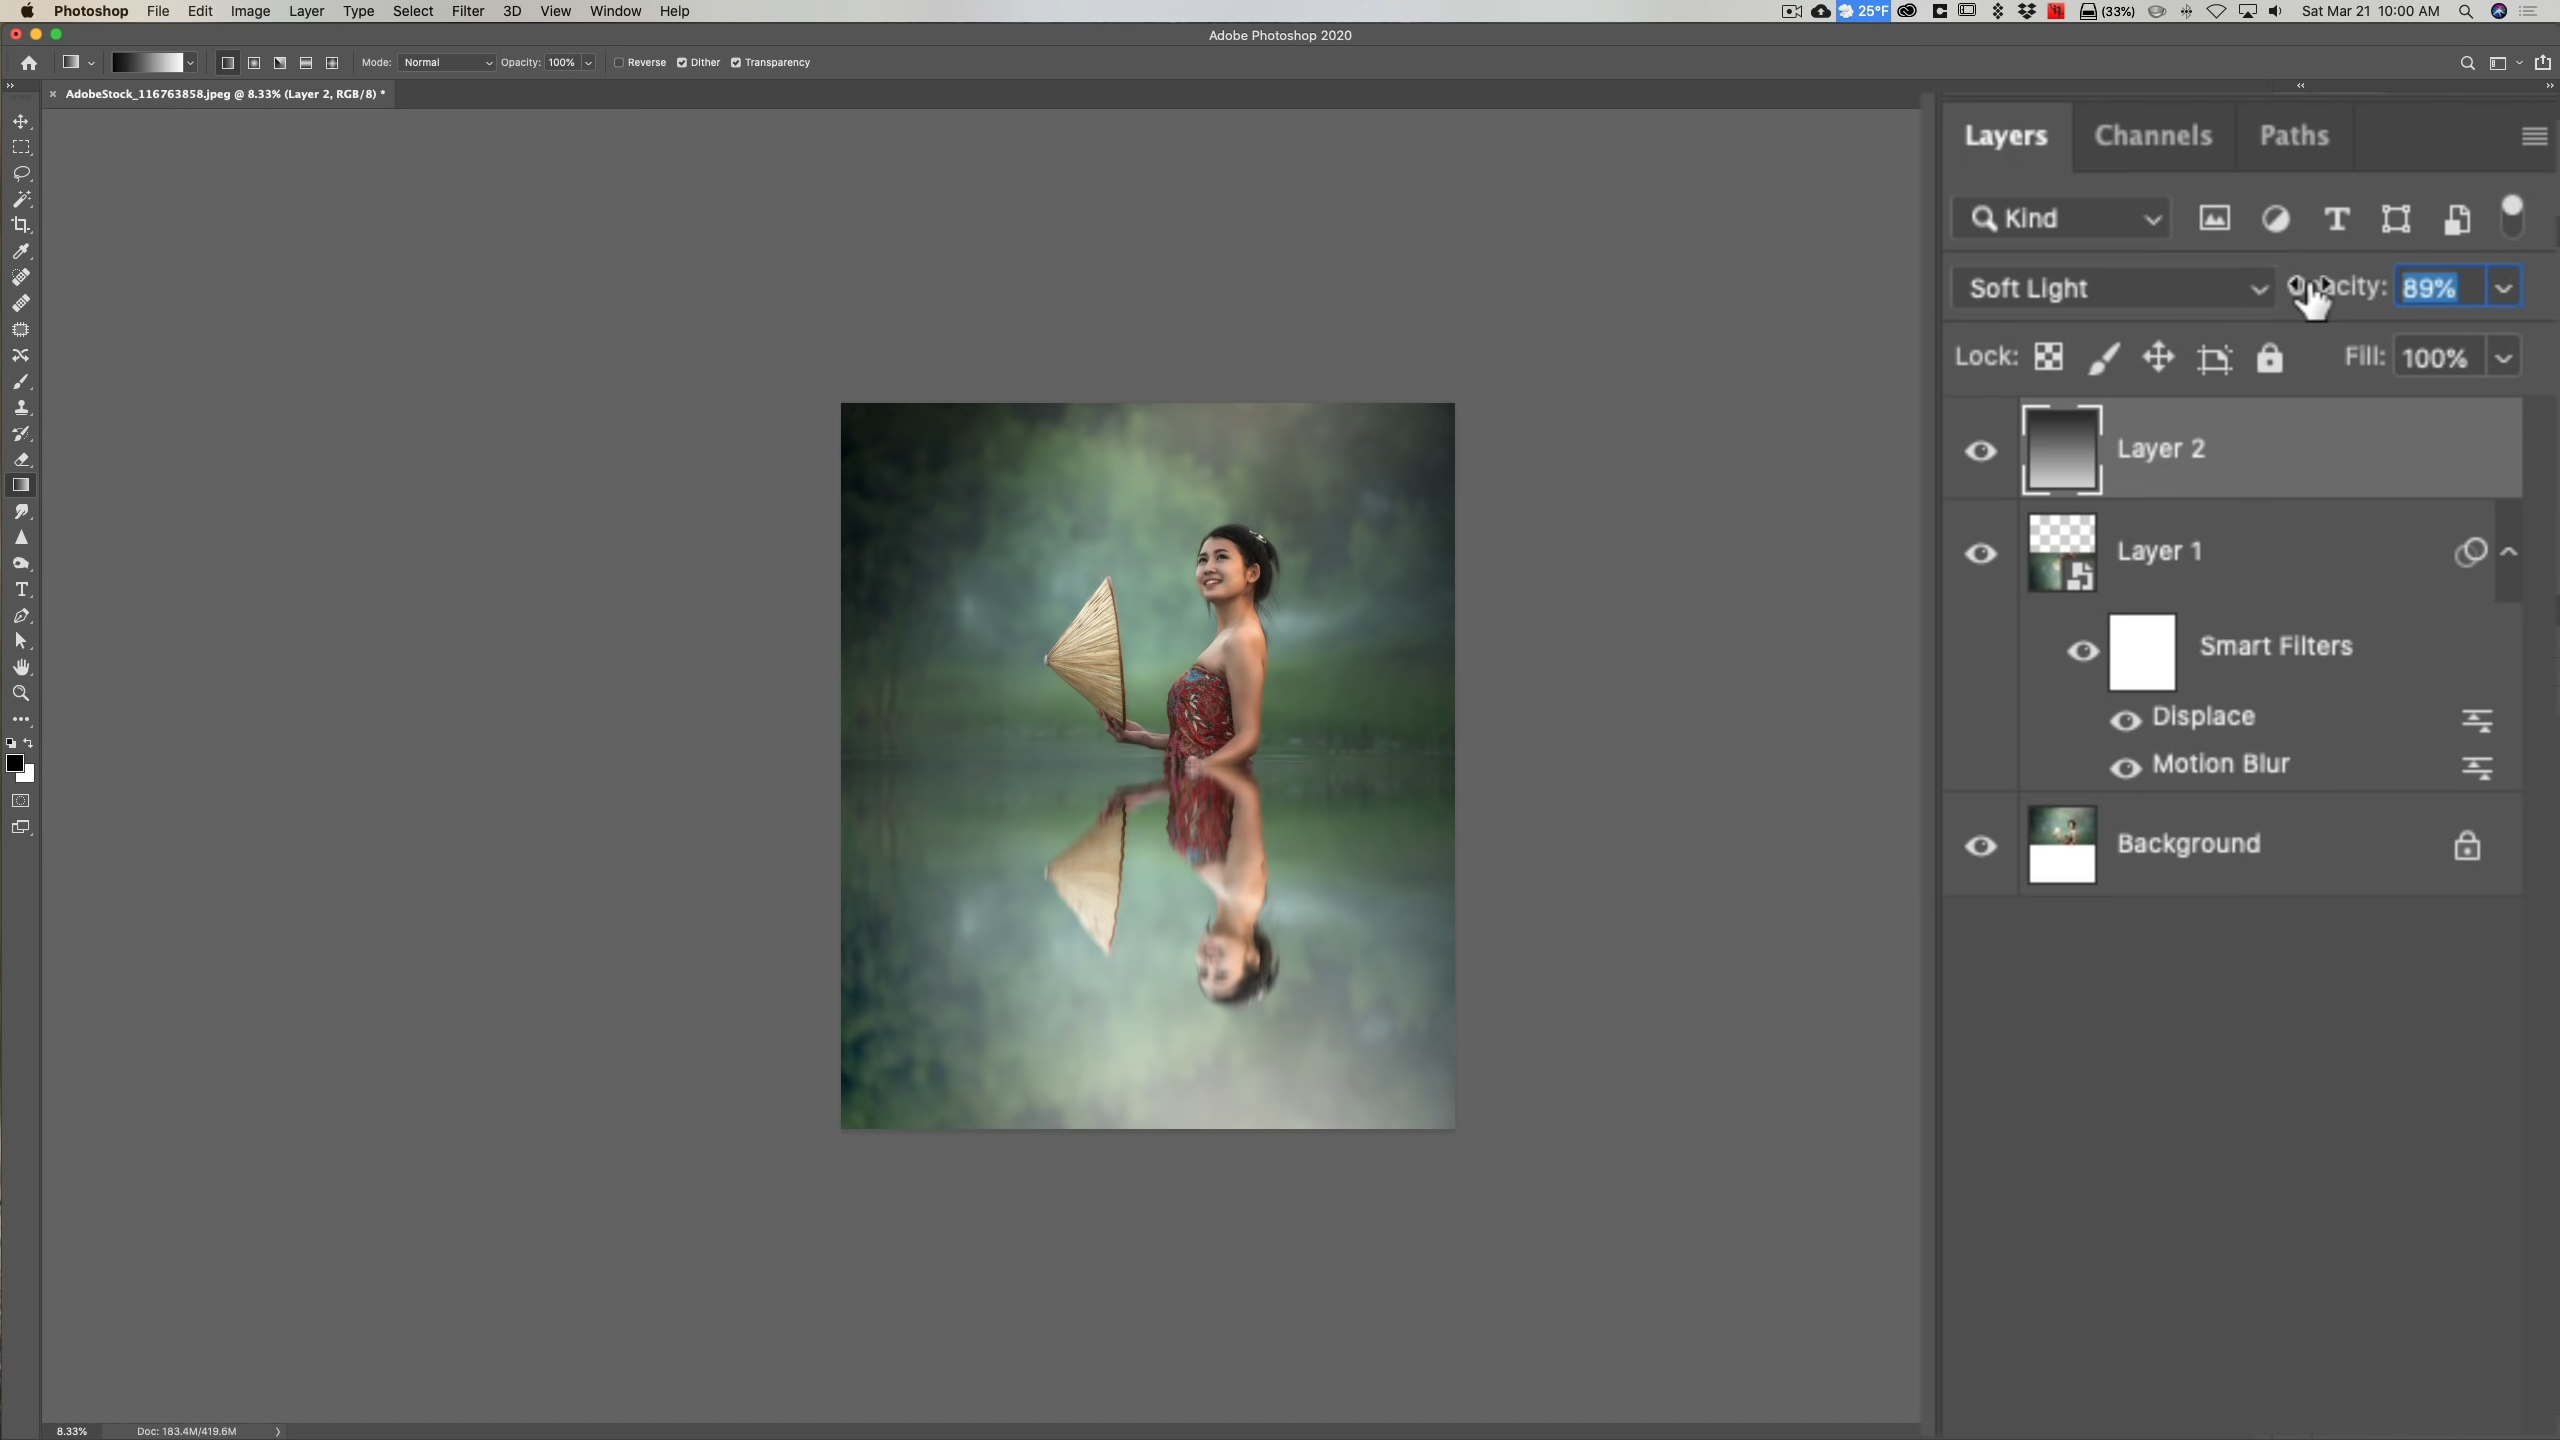 Photoshop File Edit Image Layer Type Select Filter 3D View Window Help 25°F (33%) Sat Mar 21 10:00 AM
Adobe Photoshop 2020
Mode: Normal Opacity: 100% Reverse Dither Transparency
× AdobeStock_116763858.jpeg @ 8.33% (Layer 2, RGB/8) *
Layers Channels Paths
Kind
Soft Light Opacity: 89%
Lock: Fill: 100%
Layer 2
Layer 1
Smart Filters
Displace
Motion Blur
Background
8.33% Doc: 183.4M/419.6M